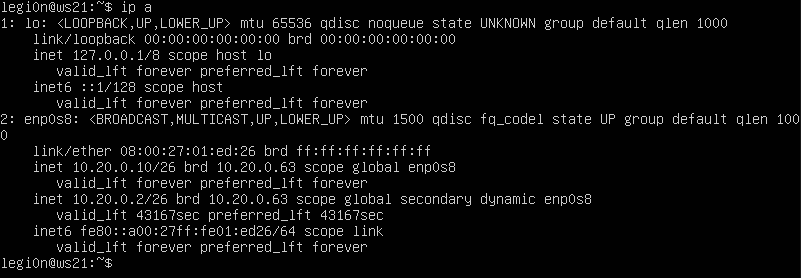 legi0n@ws21:~$ ip a
1: lo: <LOOPBACK,UP,LOWER_UP> mtu 65536 qdisc noqueue state UNKNOWN group default qlen 1000
    link/loopback 00:00:00:00:00:00 brd 00:00:00:00:00:00
    inet 127.0.0.1/8 scope host lo
       valid_lft forever preferred_lft forever
    inet6 ::1/128 scope host
       valid_lft forever preferred_lft forever
2: enp0s8: <BROADCAST,MULTICAST,UP,LOWER_UP> mtu 1500 qdisc fq_codel state UP group default qlen 100
0
    link/ether 08:00:27:01:ed:26 brd ff:ff:ff:ff:ff:ff
    inet 10.20.0.10/26 brd 10.20.0.63 scope global enp0s8
       valid_lft forever preferred_lft forever
    inet 10.20.0.2/26 brd 10.20.0.63 scope global secondary dynamic enp0s8
       valid_lft 43167sec preferred_lft 43167sec
    inet6 fe80::a00:27ff:fe01:ed26/64 scope link
       valid_lft forever preferred_lft forever
legi0n@ws21:~$